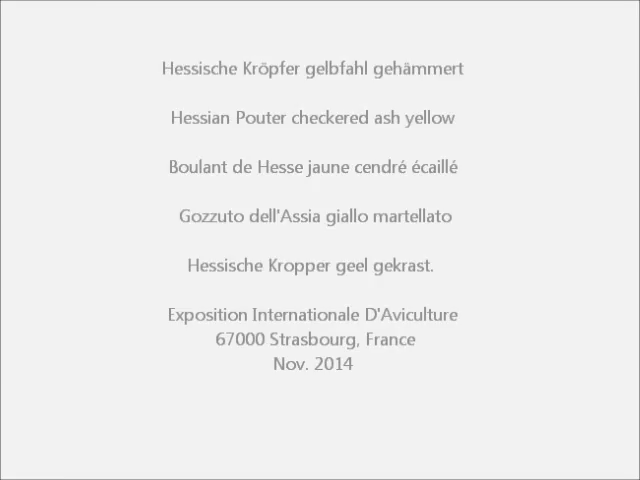 Hessische Kröpfer gelbfahl gehämmert
Hessian Pouter checkered ash yellow
Boulant de Hesse jaune cendré écaillé
Gozzuto dell'Assia giallo martellato
Hessische Kropper geel gekrast.
Exposition Internationale D'Aviculture
67000 Strasbourg, France
Nov. 2014